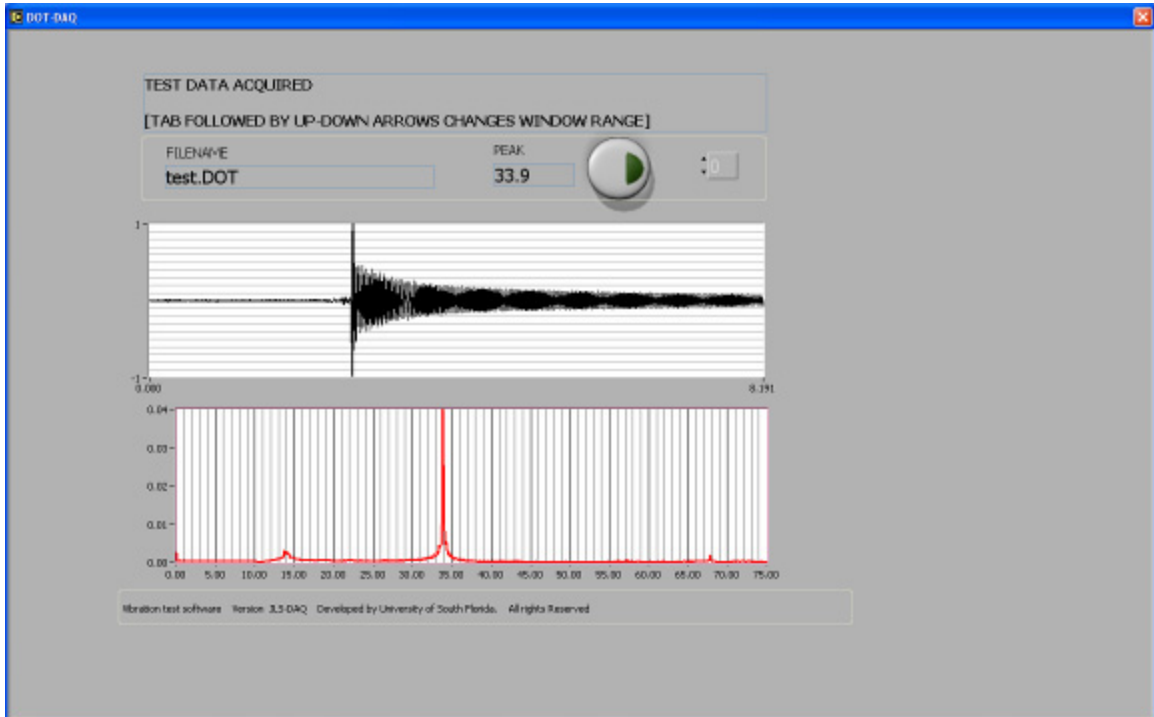 DOT-DAQ
TEST DATA ACQUIRED
[TAB FOLLOWED BY UP-DOWN ARROWS CHANGES WINDOW RANGE]
FILENAME
PEAK
test.DOT
33.9
0
1
-1
0.000
8.191
0.04
0.03
0.02
0.01
0.00
0.00 5.00 10.00 15.00 20.00 25.00 30.00 35.00 40.00 45.00 50.00 55.00 60.00 65.00 70.00 75.00
Vibration test software Version Developed by University of South Florida. All rights Reserved